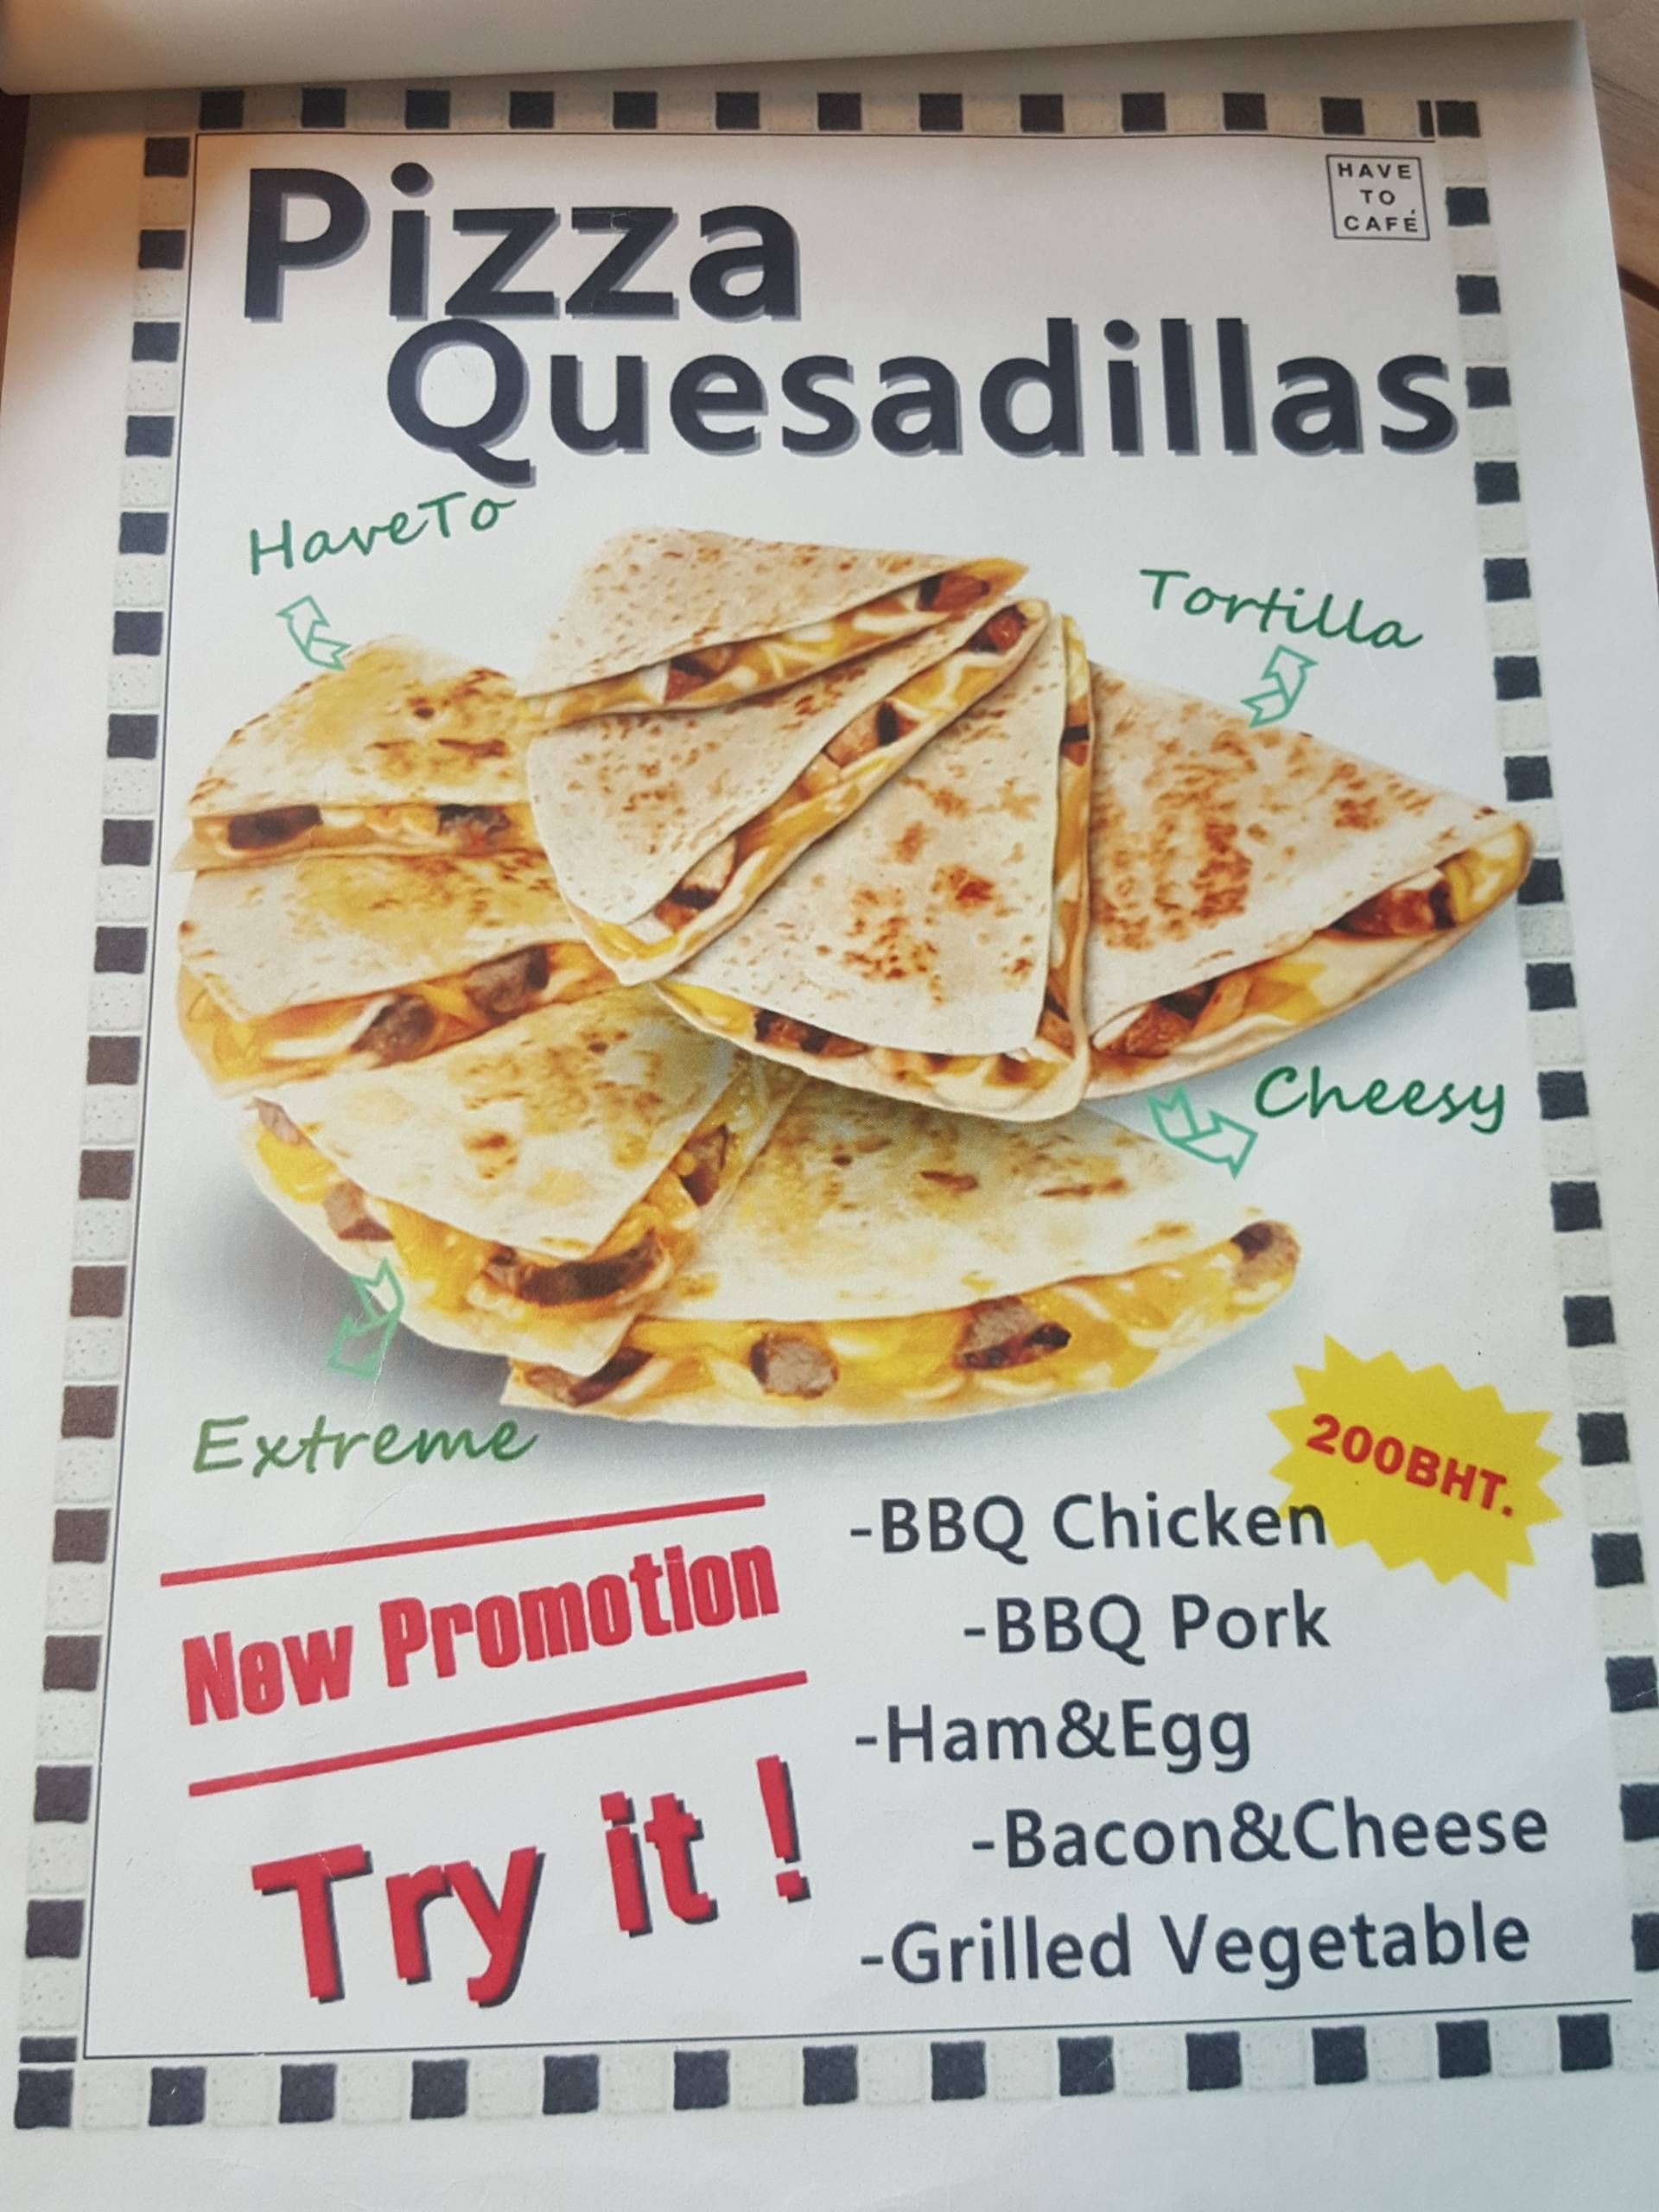 Pizza
HAVE
TO
CAFÉ
Quesadillas
HaveTo
Tortilla
Cheesy
Extreme
200BHT.
New Promotion
Try it !
-BBQ Chicken
-BBQ Pork
-Ham&Egg
-Bacon&Cheese
-Grilled Vegetable